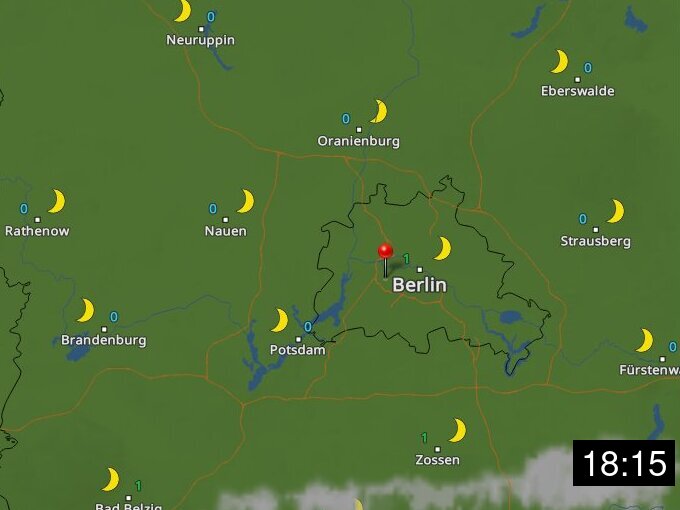 0
Neuruppin
0
Eberswalde
0
Oranienburg
0
Rathenow
0
Nauen
0
Strausberg
1
Berlin
0
Brandenburg
0
Potsdam
0
Fürstenwa
1
Zossen
18:15
1
Bad Belzig